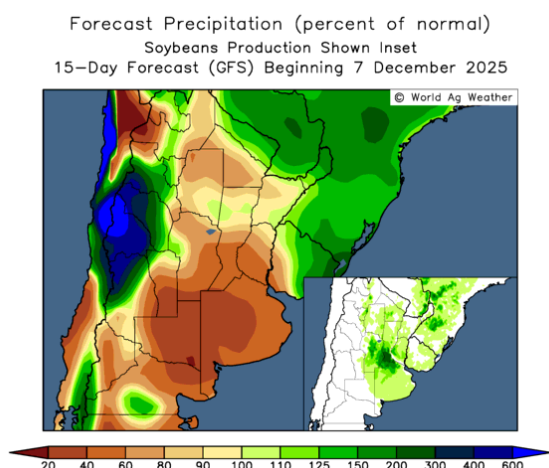 Forecast Precipitation (percent of normal)
Soybeans Production Shown Inset
15-Day Forecast (GFS) Beginning 7 December 2025
© World Ag Weather
20 40 60 80 90 100 110 125 150 200 300 400 600